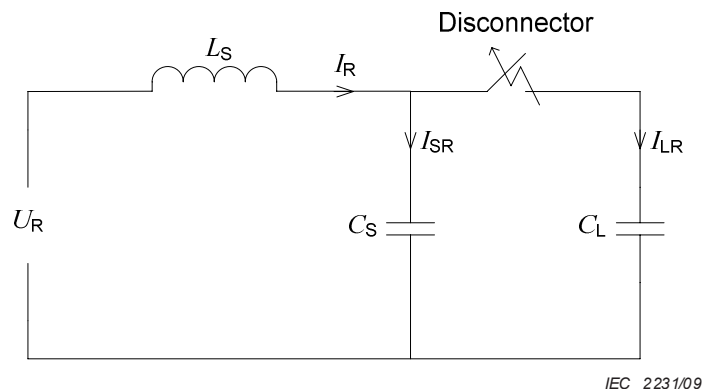 Disconnector
LS
IR
ISR
ILR
UR
CS
CL
IEC 2231/09